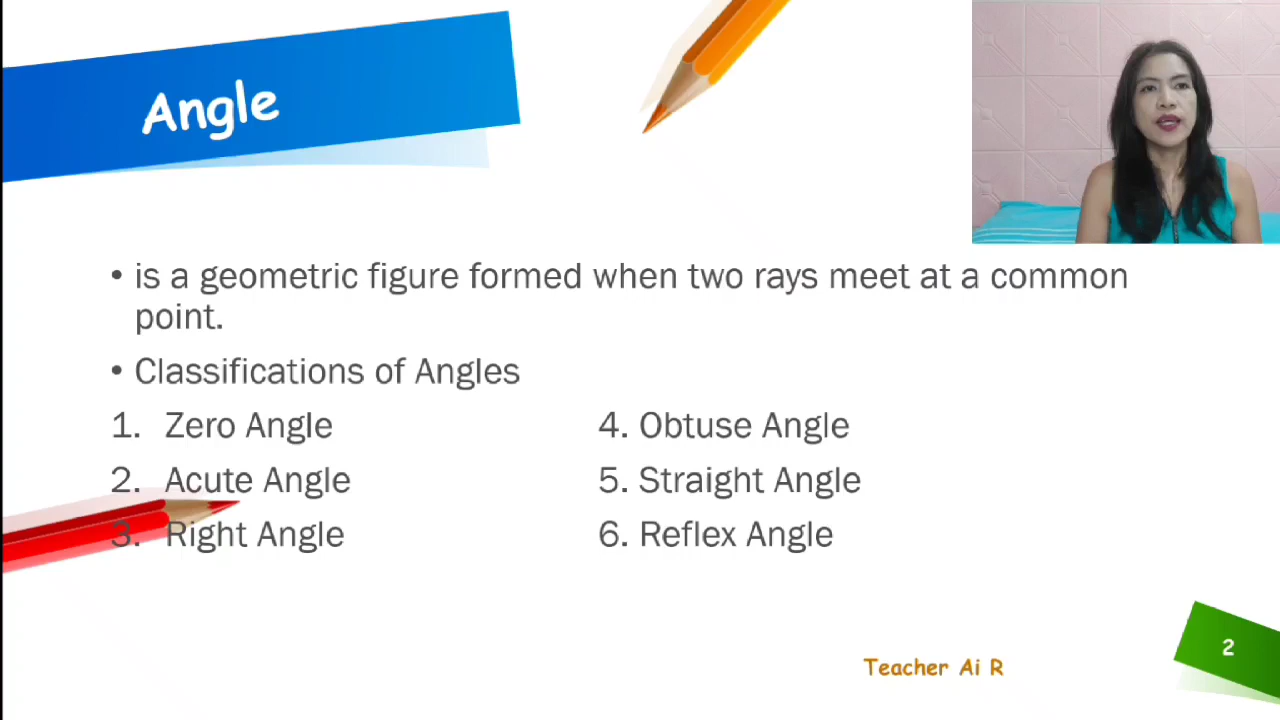 Angle
• is a geometric figure formed when two rays meet at a common
point.
• Classifications of Angles
1. Zero Angle
4. Obtuse Angle
2. Acute Angle
5. Straight Angle
3. Right Angle
6. Reflex Angle
Teacher Ai R
2